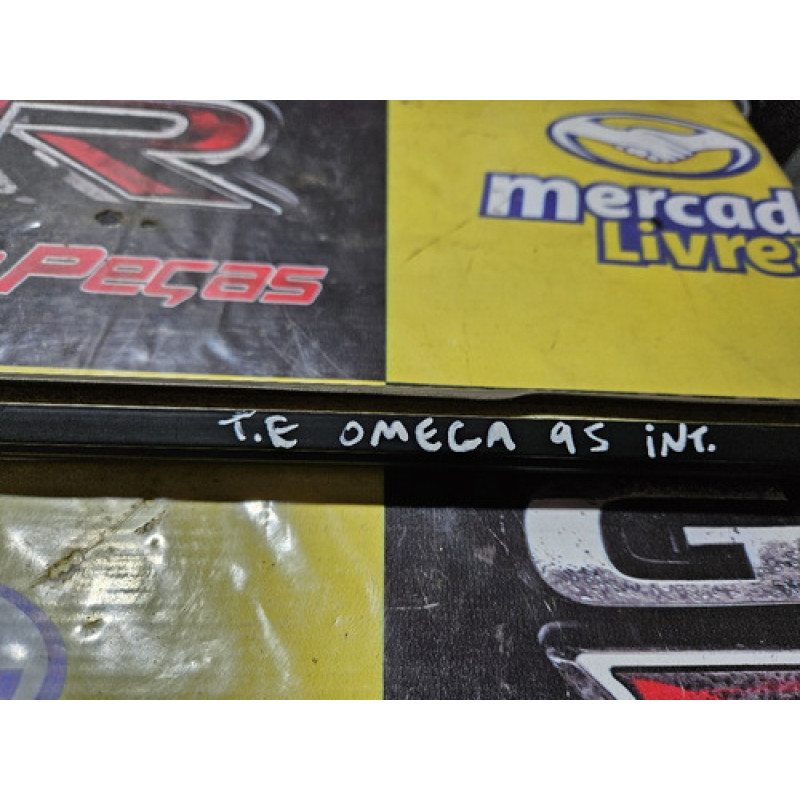 R
Peças
mercad
Livre
T.E OMEGA 95 iNT.
G